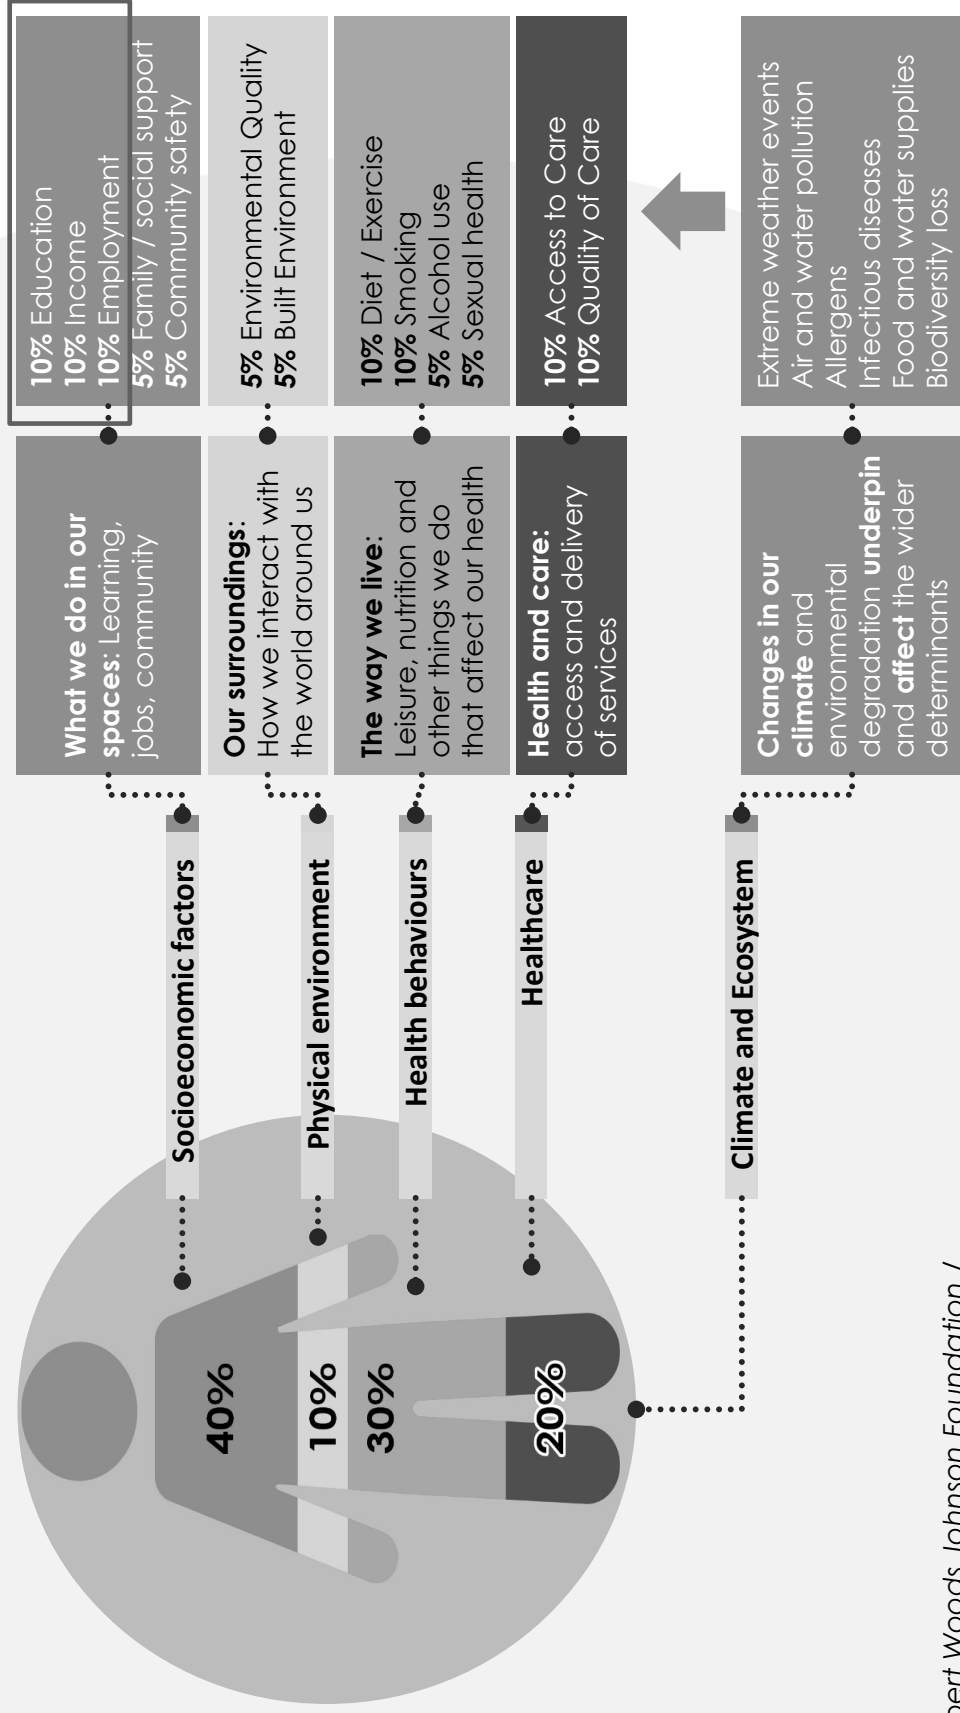 40%
10%
30%
20%
Socioeconomic factors
What we do in our
spaces: Learning,
jobs, community
10% Education
10% Income
10% Employment
5% Family / social support
5% Community safety
Physical environment
Our surroundings:
How we interact with
the world around us
5% Environmental Quality
5% Built Environment
Health behaviours
The way we live:
Leisure, nutrition and
other things we do
that affect our health
10% Diet / Exercise
10% Smoking
5% Alcohol use
5% Sexual health
Healthcare
Health and care:
access and delivery
of services
10% Access to Care
10% Quality of Care
Climate and Ecosystem
Changes in our
climate and
environmental
degradation underpin
and affect the wider
determinants
Extreme weather events
Air and water pollution
Allergens
Infectious diseases
Food and water supplies
Biodiversity loss
Woods Johnson Foundation /